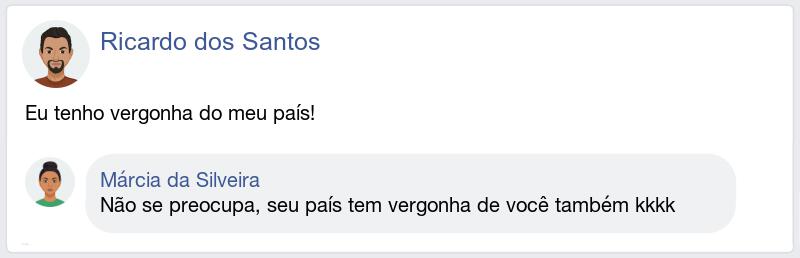 Ricardo dos Santos
Eu tenho vergonha do meu país!
Márcia da Silveira
Não se preocupa, seu país tem vergonha de você também kkkk